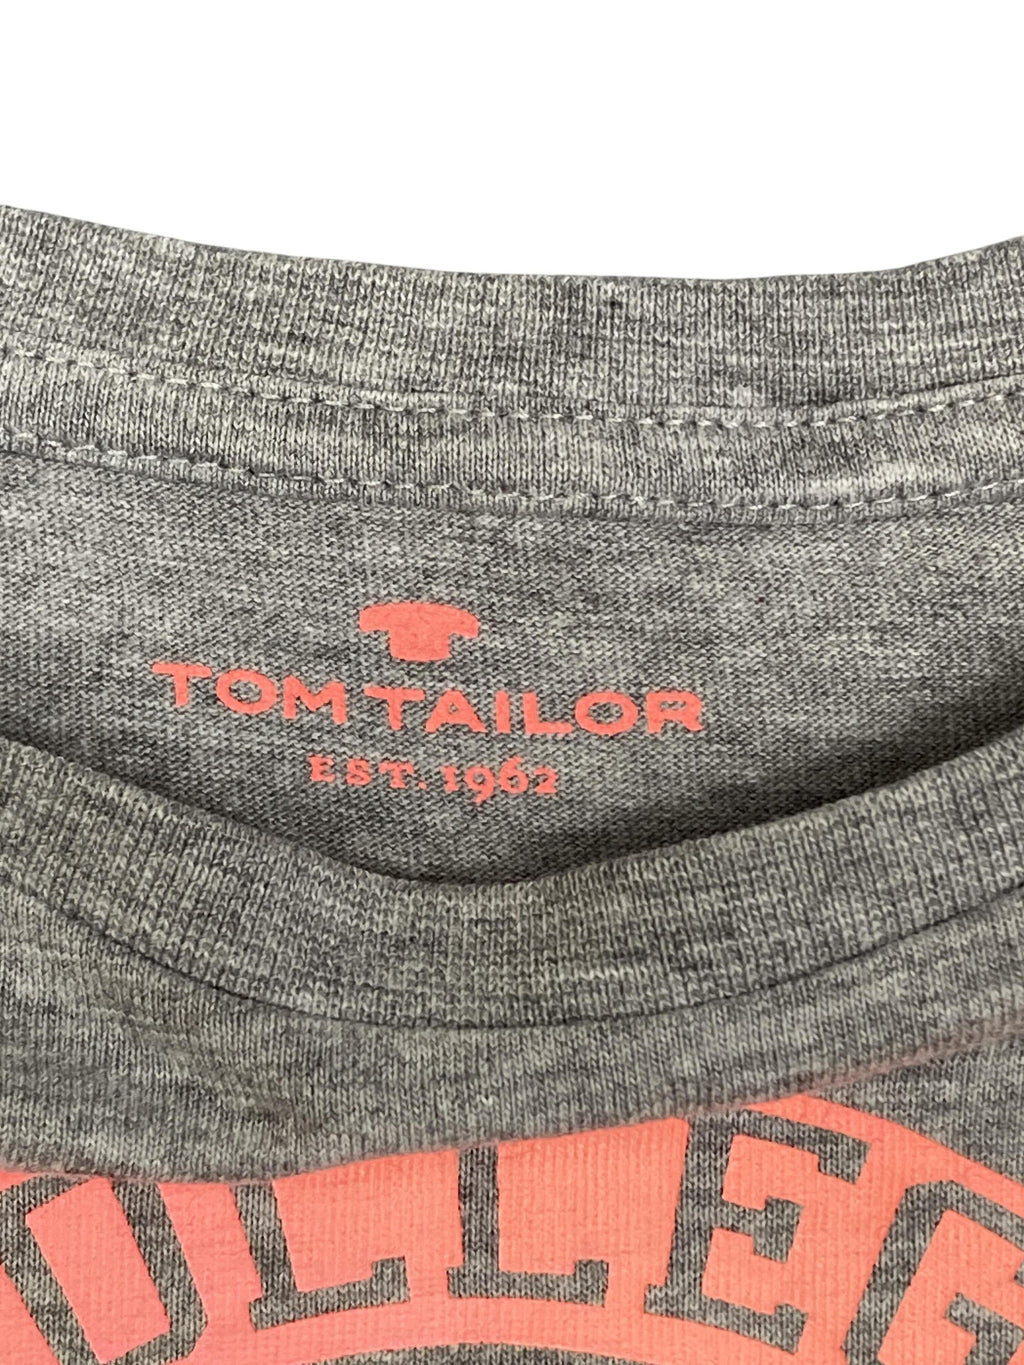 TOM TAILOR
EST. 1962
OLLEG